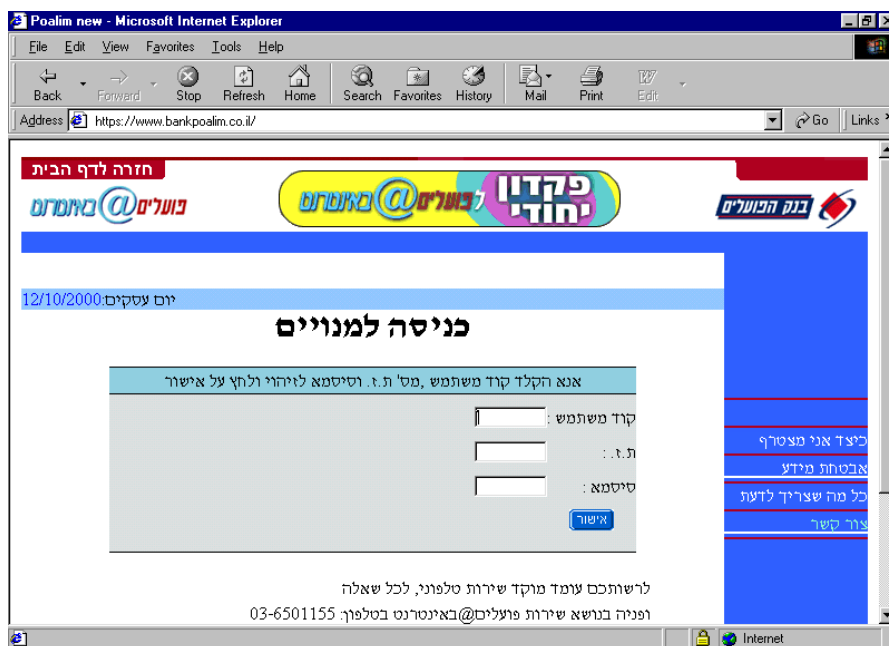 Poalim new - Microsoft Internet Explorer
File Edit View Favorites Tools Help
Back Forward Stop Refresh Home Search Favorites History Mail Print Edit
Address https://www.bankpoalim.co.il/ Go Links
חזרה לדף הבית
בנק הפועלים
פקדון יחודי לפועלים@באינטרנט
פועלים@באינטרנט
יום עסקים:12/10/2000
כניסה למנויים
אנא הקלד קוד משתמש ,מס' ת.ז. וסיסמא לזיהוי ולחץ על אישור
קוד משתמש :
ת.ז. :
סיסמא :
אישור
כיצד אני מצטרף
אבטחת מידע
כל מה שצריך לדעת
צור קשר
לרשותכם עומד מוקד שירות טלפוני, לכל שאלה
ופניה בנושא שירות פועלים@באינטרנט בטלפון: 03-6501155
Internet